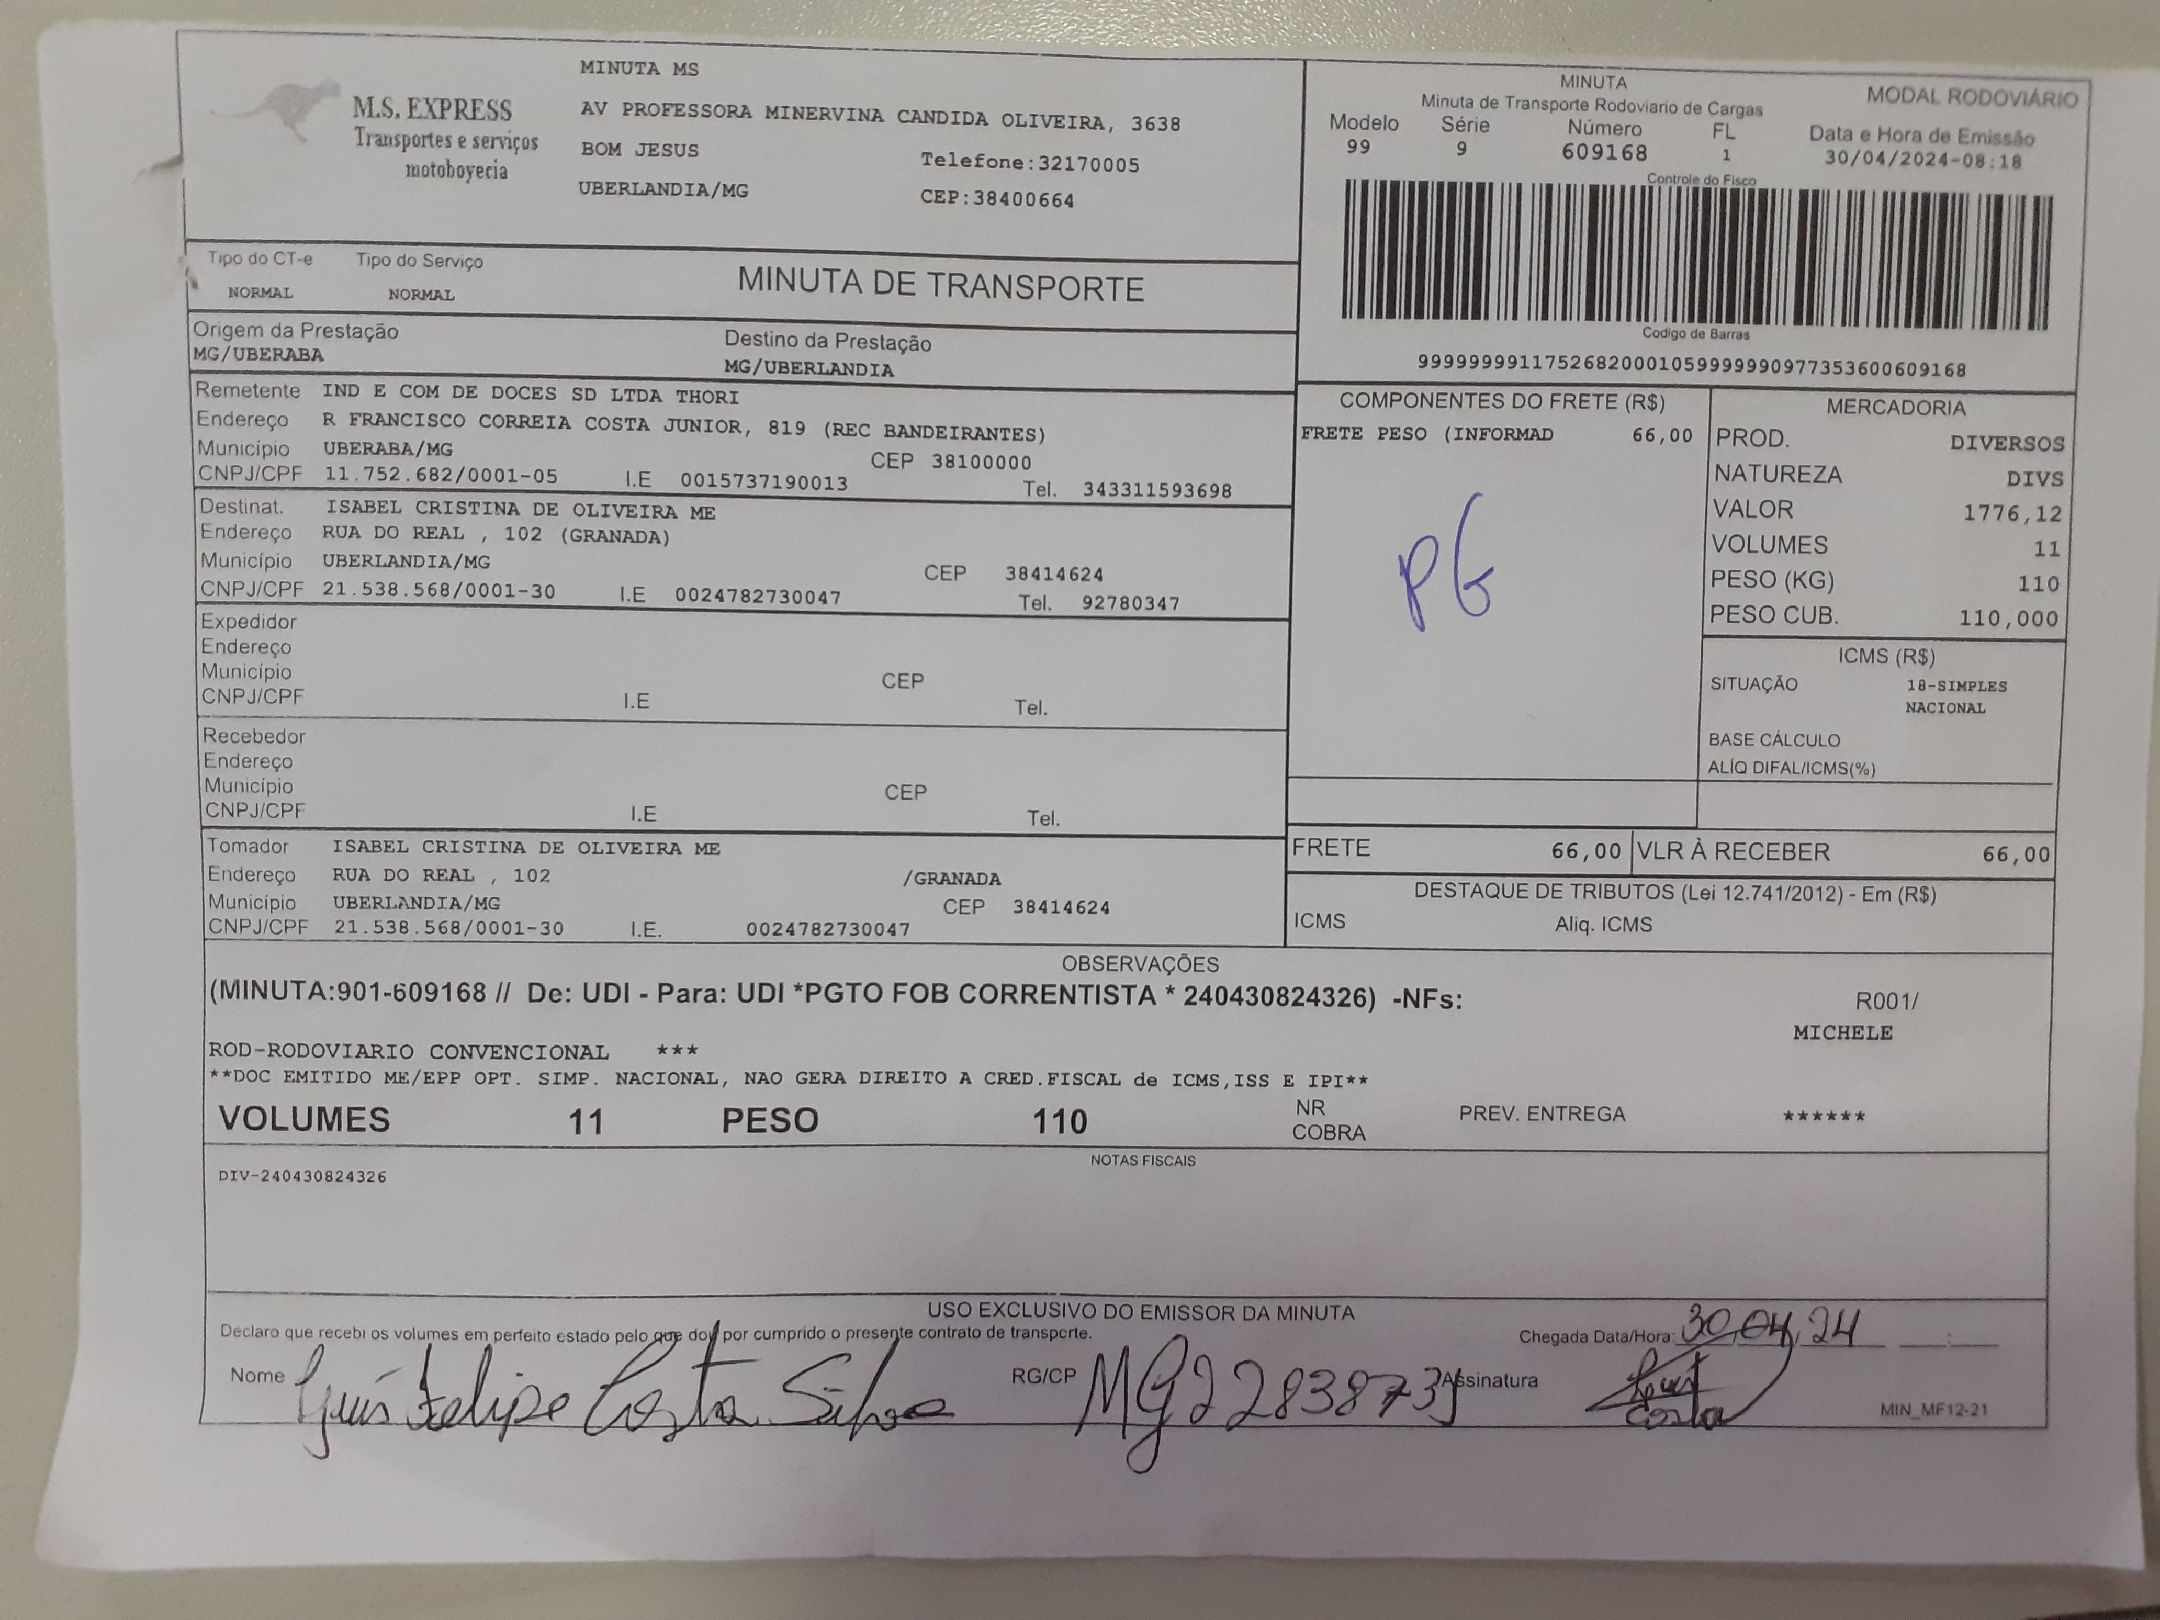 M.S. EXPRESS
Transportes e serviços
motoboyecia
MINUTA MS
AV PROFESSORA MINERVINA CANDIDA OLIVEIRA, 3638
BOM JESUS Telefone:32170005
UBERLANDIA/MG CEP:38400664
MINUTA MODAL RODOVIÁRIO
Minuta de Transporte Rodoviario de Cargas
Modelo Série Número FL Data e Hora de Emissão
99 9 609168 1 30/04/2024-08:18
Controle do Fisco
Codigo de Barras
99999999117526820001059999999097735360060​9168
Tipo do CT-e Tipo do Serviço MINUTA DE TRANSPORTE
NORMAL NORMAL
Origem da Prestação Destino da Prestação
MG/UBERABA MG/UBERLANDIA
Remetente IND E COM DE DOCES SD LTDA THORI
Endereço R FRANCISCO CORREIA COSTA JUNIOR, 819 (REC BANDEIRANTES)
Município UBERABA/MG CEP 38100000
CNPJ/CPF 11.752.682/0001-05 I.E 0015737190013 Tel. 343311593698
Destinat. ISABEL CRISTINA DE OLIVEIRA ME
Endereço RUA DO REAL , 102 (GRANADA)
Município UBERLANDIA/MG CEP 38414624
CNPJ/CPF 21.538.568/0001-30 I.E 0024782730047 Tel. 92780347
Expedidor
Endereço
Município CEP
CNPJ/CPF I.E Tel.
Recebedor
Endereço
Município CEP
CNPJ/CPF I.E Tel.
Tomador ISABEL CRISTINA DE OLIVEIRA ME
Endereço RUA DO REAL , 102 /GRANADA
Município UBERLANDIA/MG CEP 38414624
CNPJ/CPF 21.538.568/0001-30 I.E. 0024782730047
COMPONENTES DO FRETE (R$)
FRETE PESO (INFORMAD 66,00
PG
MERCADORIA
PROD. DIVERSOS
NATUREZA DIVS
VALOR 1776,12
VOLUMES 11
PESO (KG) 110
PESO CUB. 110,000
ICMS (R$)
SITUAÇÃO 18-SIMPLES
NACIONAL
BASE CÁLCULO
ALÍQ DIFAL/ICMS(%)
FRETE 66,00 VLR À RECEBER 66,00
DESTAQUE DE TRIBUTOS (Lei 12.741/2012) - Em (R$)
ICMS Aliq. ICMS
OBSERVAÇÕES
(MINUTA:901-609168 // De: UDI - Para: UDI *PGTO FOB CORRENTISTA * 240430824326) -NFs: R001/
MICHELE
ROD-RODOVIARIO CONVENCIONAL ***
**DOC EMITIDO ME/EPP OPT. SIMP. NACIONAL, NAO GERA DIREITO A CRED.FISCAL de ICMS,ISS E IPI**
VOLUMES 11 PESO 110 NR COBRA PREV. ENTREGA ******
NOTAS FISCAIS
DIV-240430824326
USO EXCLUSIVO DO EMISSOR DA MINUTA
Declaro que recebi os volumes em perfeito estado pelo que dou por cumprido o presente contrato de transporte. Chegada Data/Hora: 30/04/24
Nome Luís Felipe Costa Silva RG/CP Assinatura Costa
MIN_MF12-21